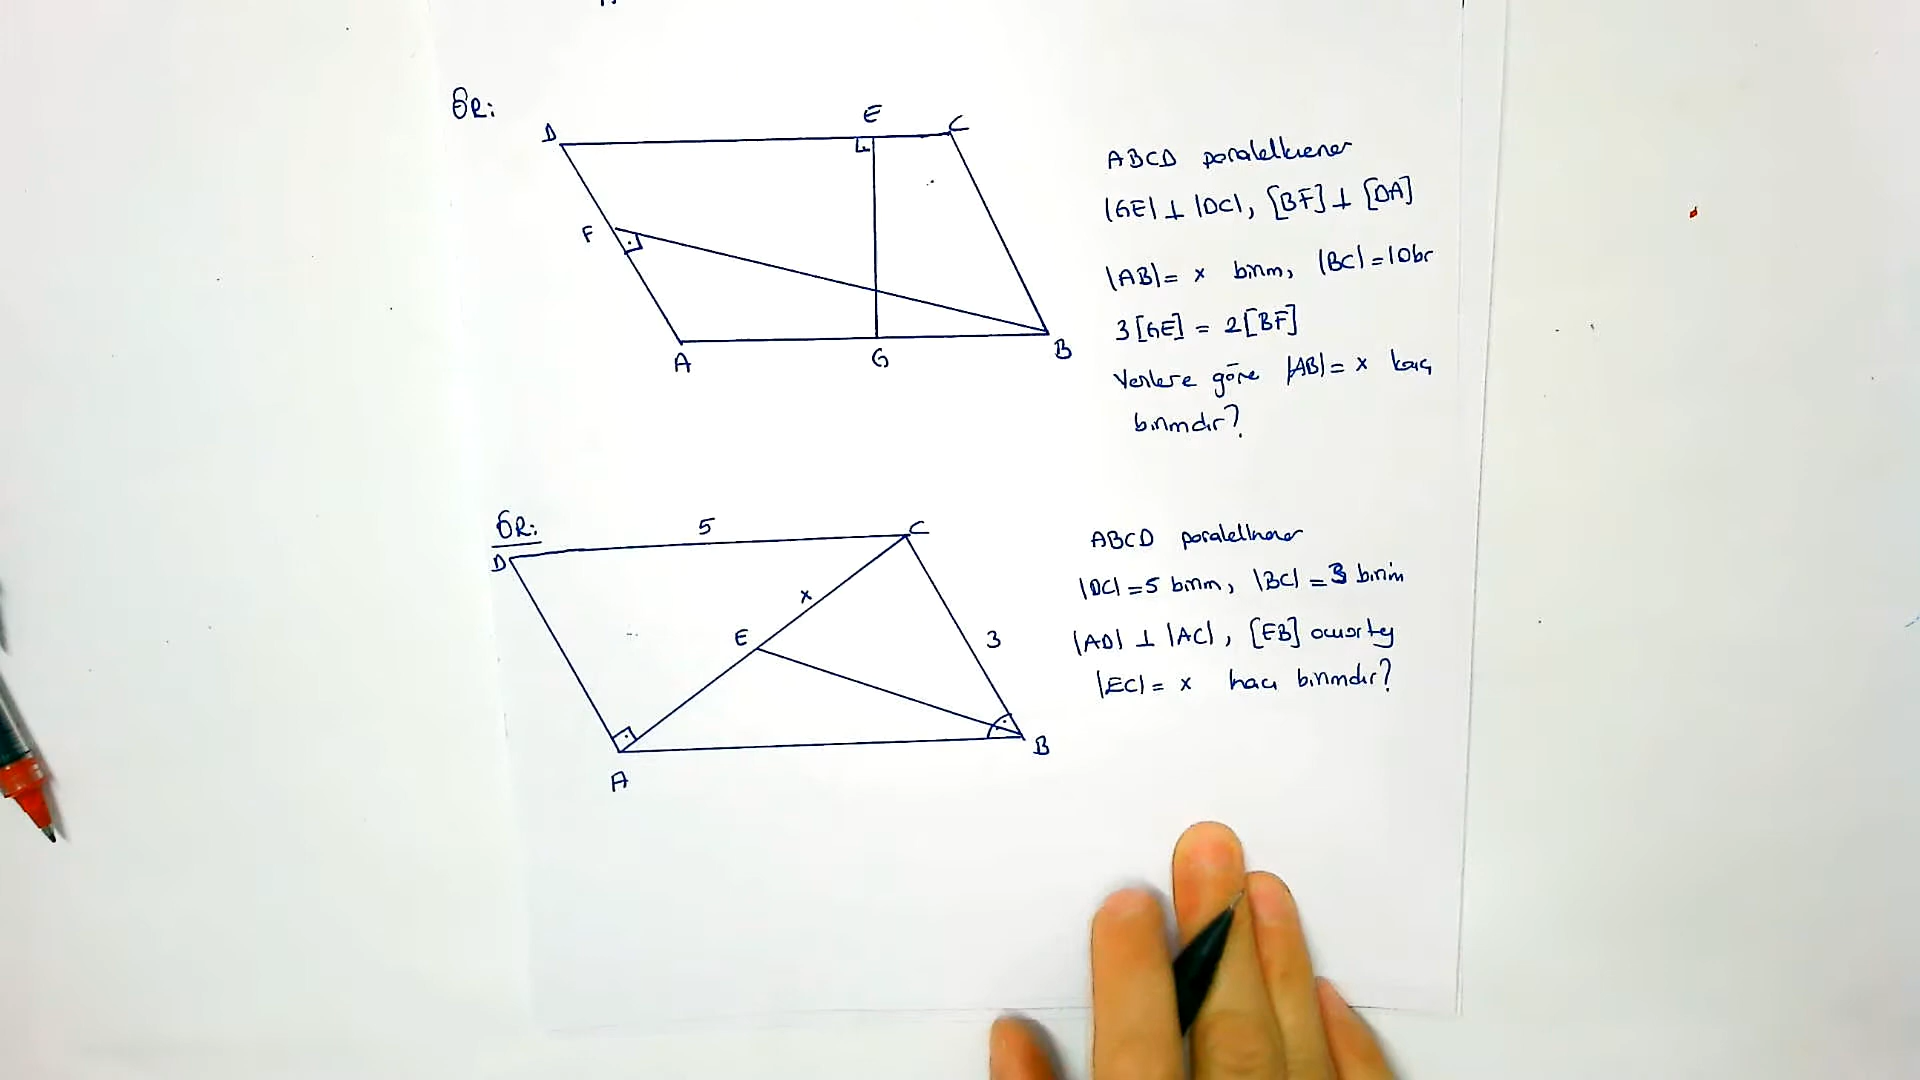 ÖR:
D
E
C
F
A
G
B
ABCD paralelkenar
|GE| ⊥ |DC|, [BF] ⊥ [DA]
|AB| = x birim, |BC| = 10br
3[GE] = 2[BF]
Verilere göre |AB| = x kaç
birimdir?
ÖR:
5
C
D
x
E
3
B
A
ABCD paralelkenar
|DC| = 5 birim, |BC| = 3 birim
|AD| ⊥ |AC|, [EB] açıortay
|EC| = x kaç birimdir?